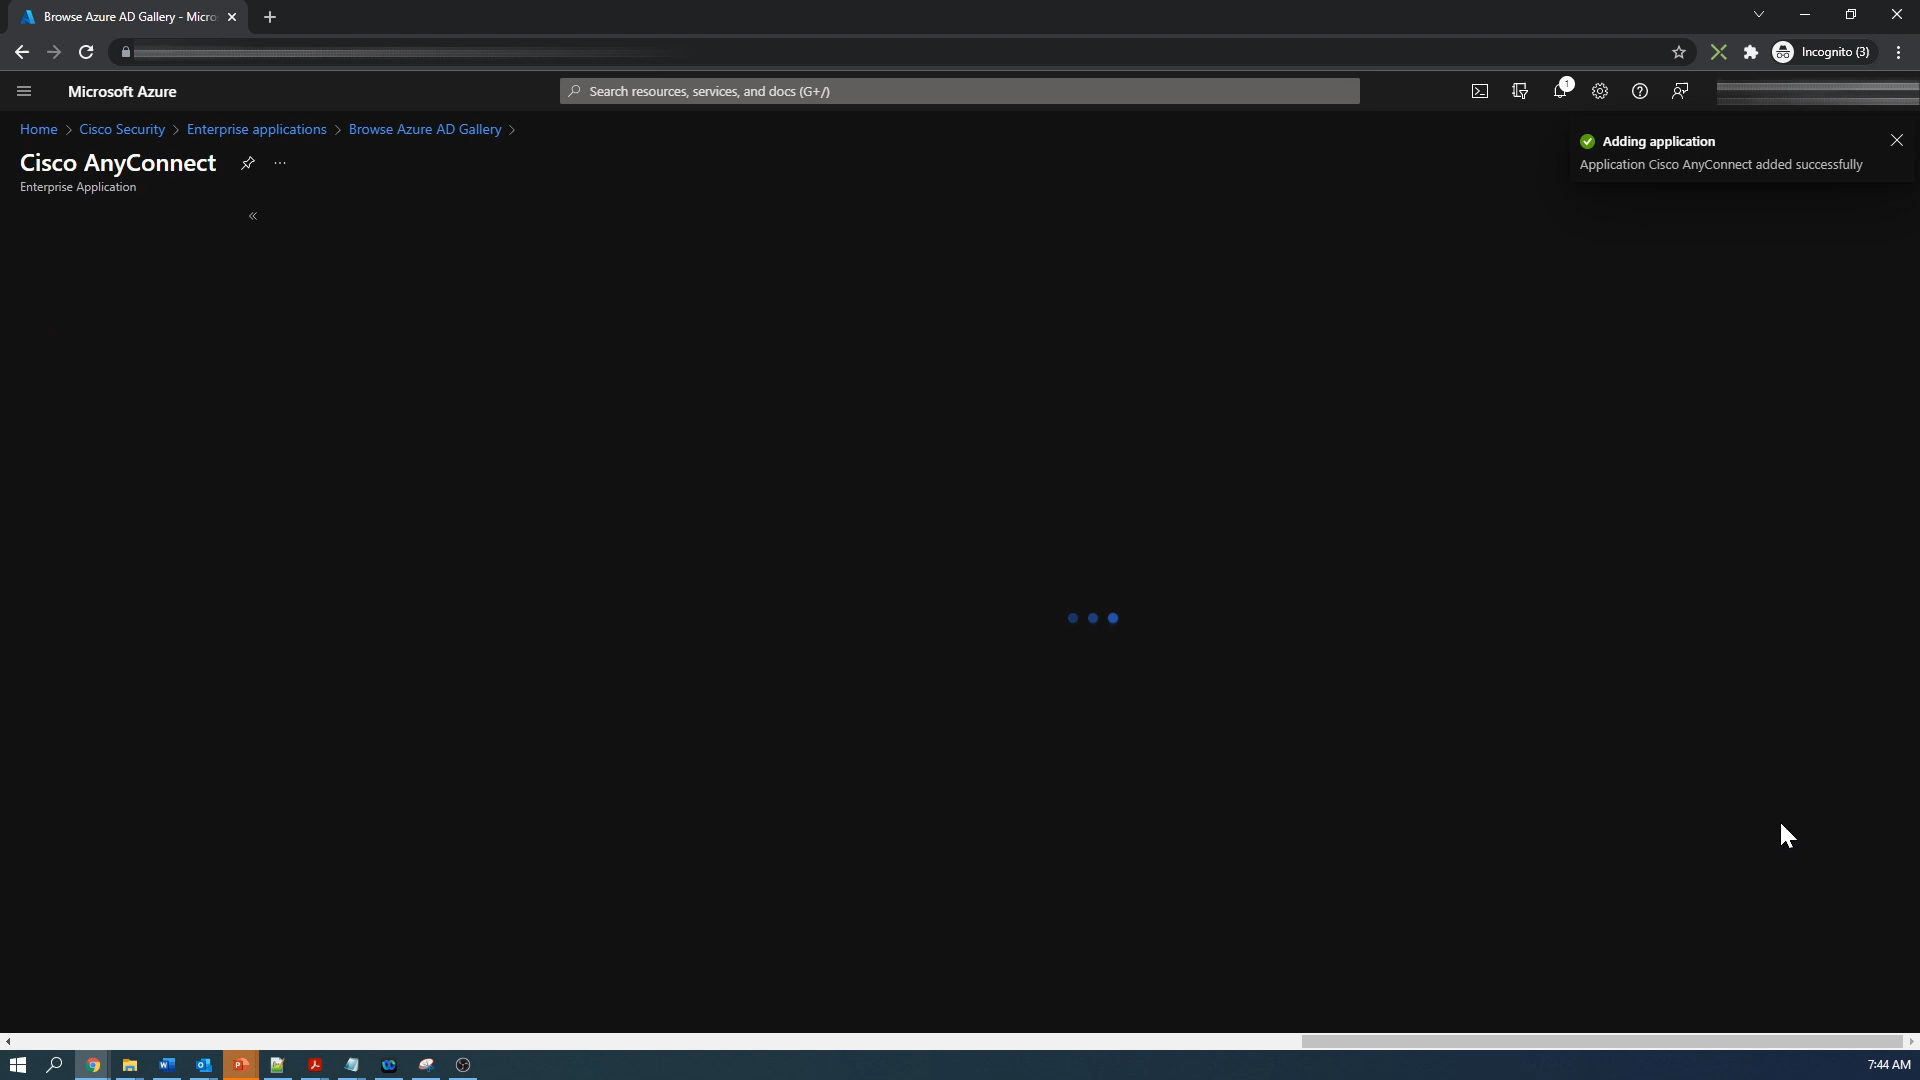 Browse Azure AD Gallery - Micro
Incognito (3)
Microsoft Azure
Search resources, services, and docs (G+/)
1
Home > Cisco Security > Enterprise applications > Browse Azure AD Gallery >
Adding application
Application Cisco AnyConnect added successfully
Cisco AnyConnect
Enterprise Application
7:44 AM